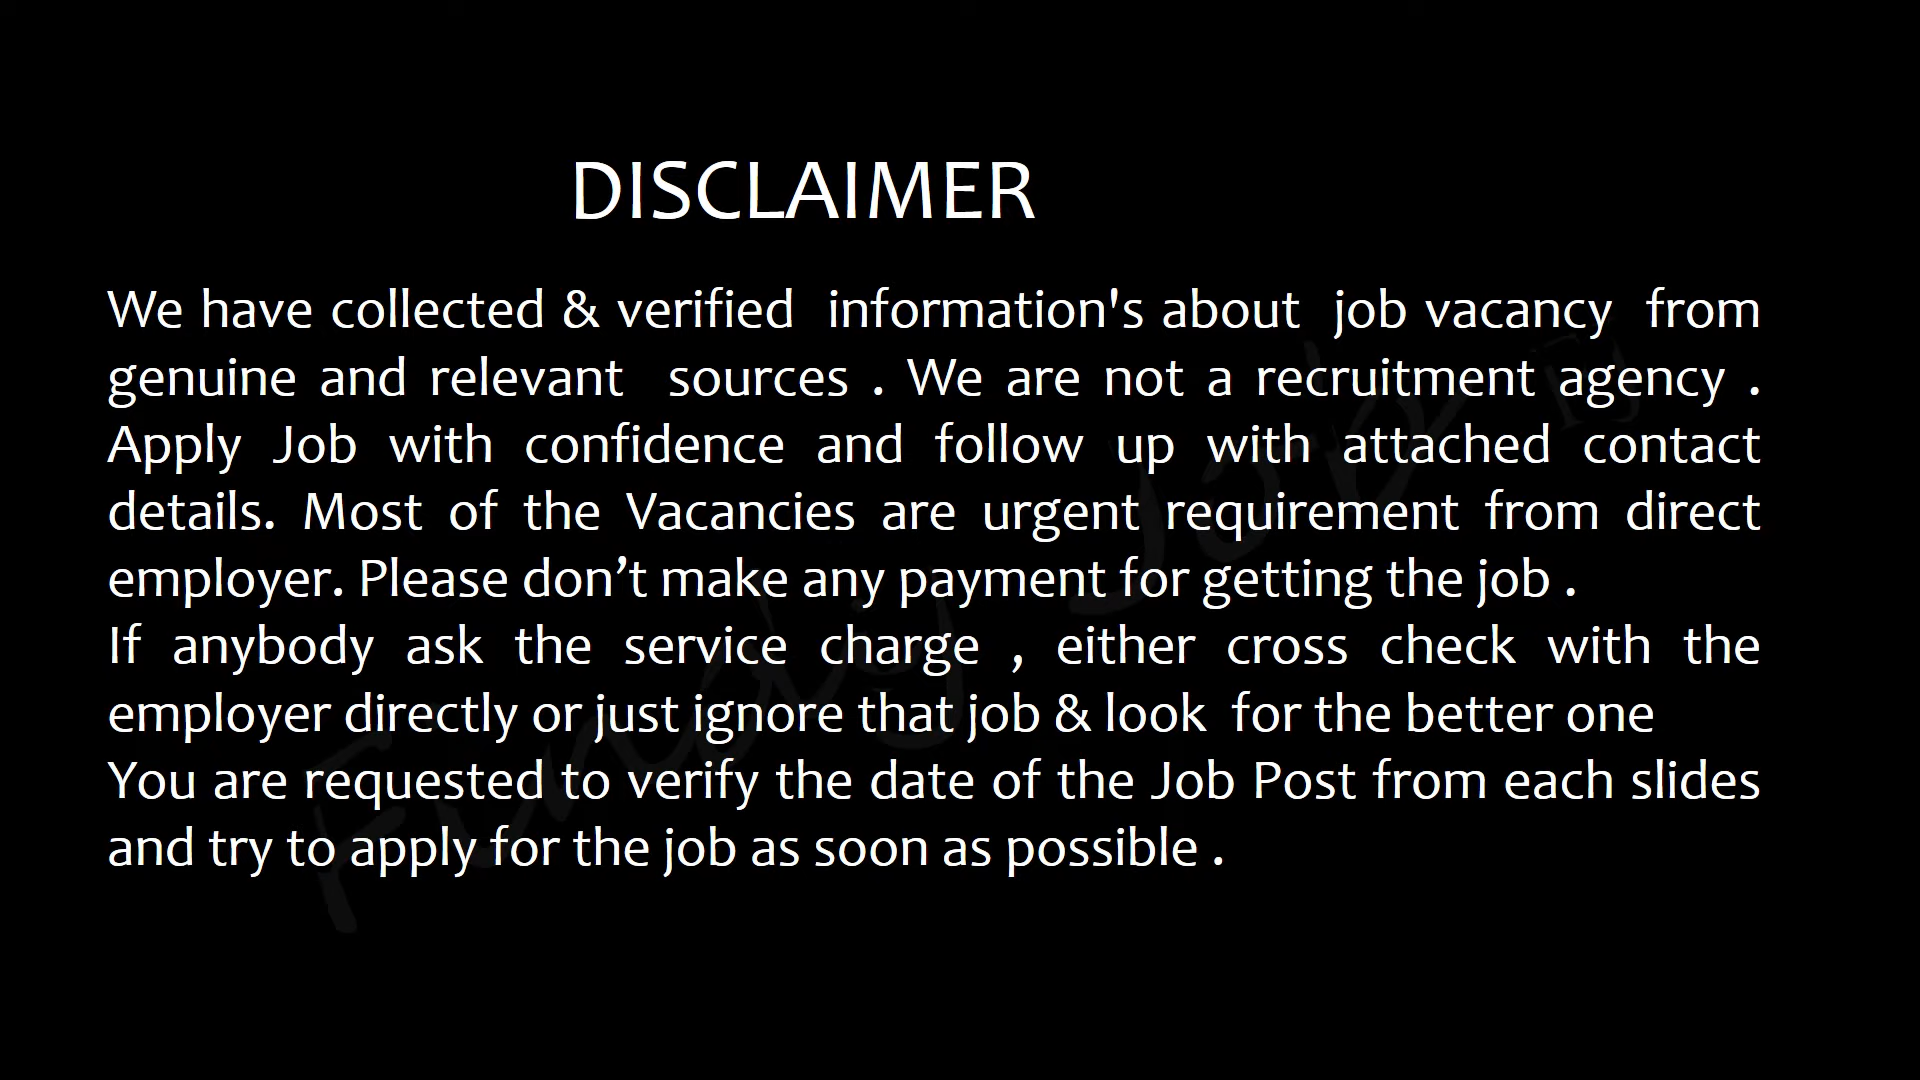 DISCLAIMER
We have collected & verified information's about job vacancy from
genuine and relevant sources . We are not a recruitment agency .
Apply Job with confidence and follow up with attached contact
details. Most of the Vacancies are urgent requirement from direct
employer. Please don’t make any payment for getting the job .
If anybody ask the service charge , either cross check with the
employer directly or just ignore that job & look for the better one
You are requested to verify the date of the Job Post from each slides
and try to apply for the job as soon as possible .